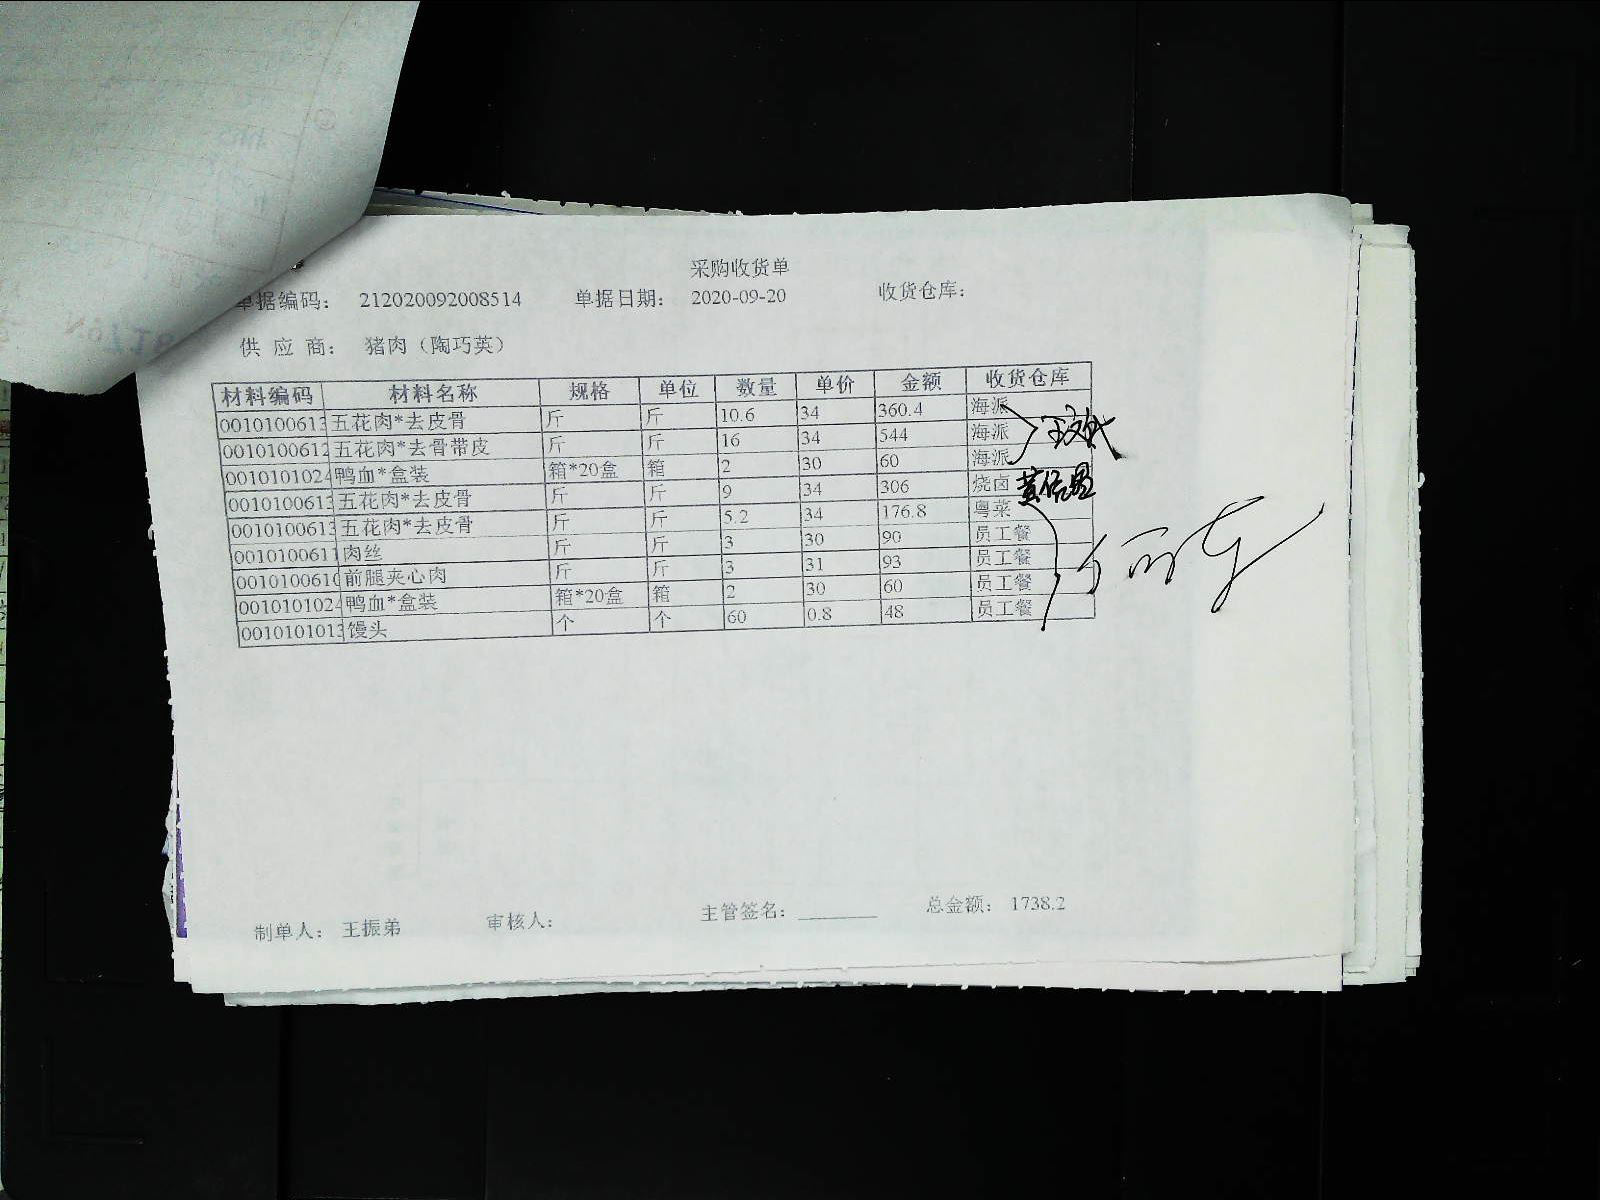 采购收货单
单据编码： 212020092008514 单据日期： 2020-09-20 收货仓库：
供 应 商： 猪肉（陶巧英）
材料编码 材料名称 规格 单位 数量 单价 金额 收货仓库
001010061 五花肉*去皮骨 斤 斤 10.6 34 360.4 海派
001010061 五花肉*去骨带皮 斤 斤 16 34 544 海派
001010102 鸭血*盒装 箱*20盒 箱 2 30 60 海派
001010061 五花肉*去皮骨 斤 斤 9 34 306 烧卤
001010061 五花肉*去皮骨 斤 斤 5.2 34 176.8 粤菜
001010061 肉丝 斤 斤 3 30 90 员工餐
001010061 前腿夹心肉 斤 斤 3 31 93 员工餐
001010102 鸭血*盒装 箱*20盒 箱 2 30 60 员工餐
001010101 馒头 个 个 60 0.8 48 员工餐
制单人： 王振弟 审核人： 主管签名： 总金额： 1738.2